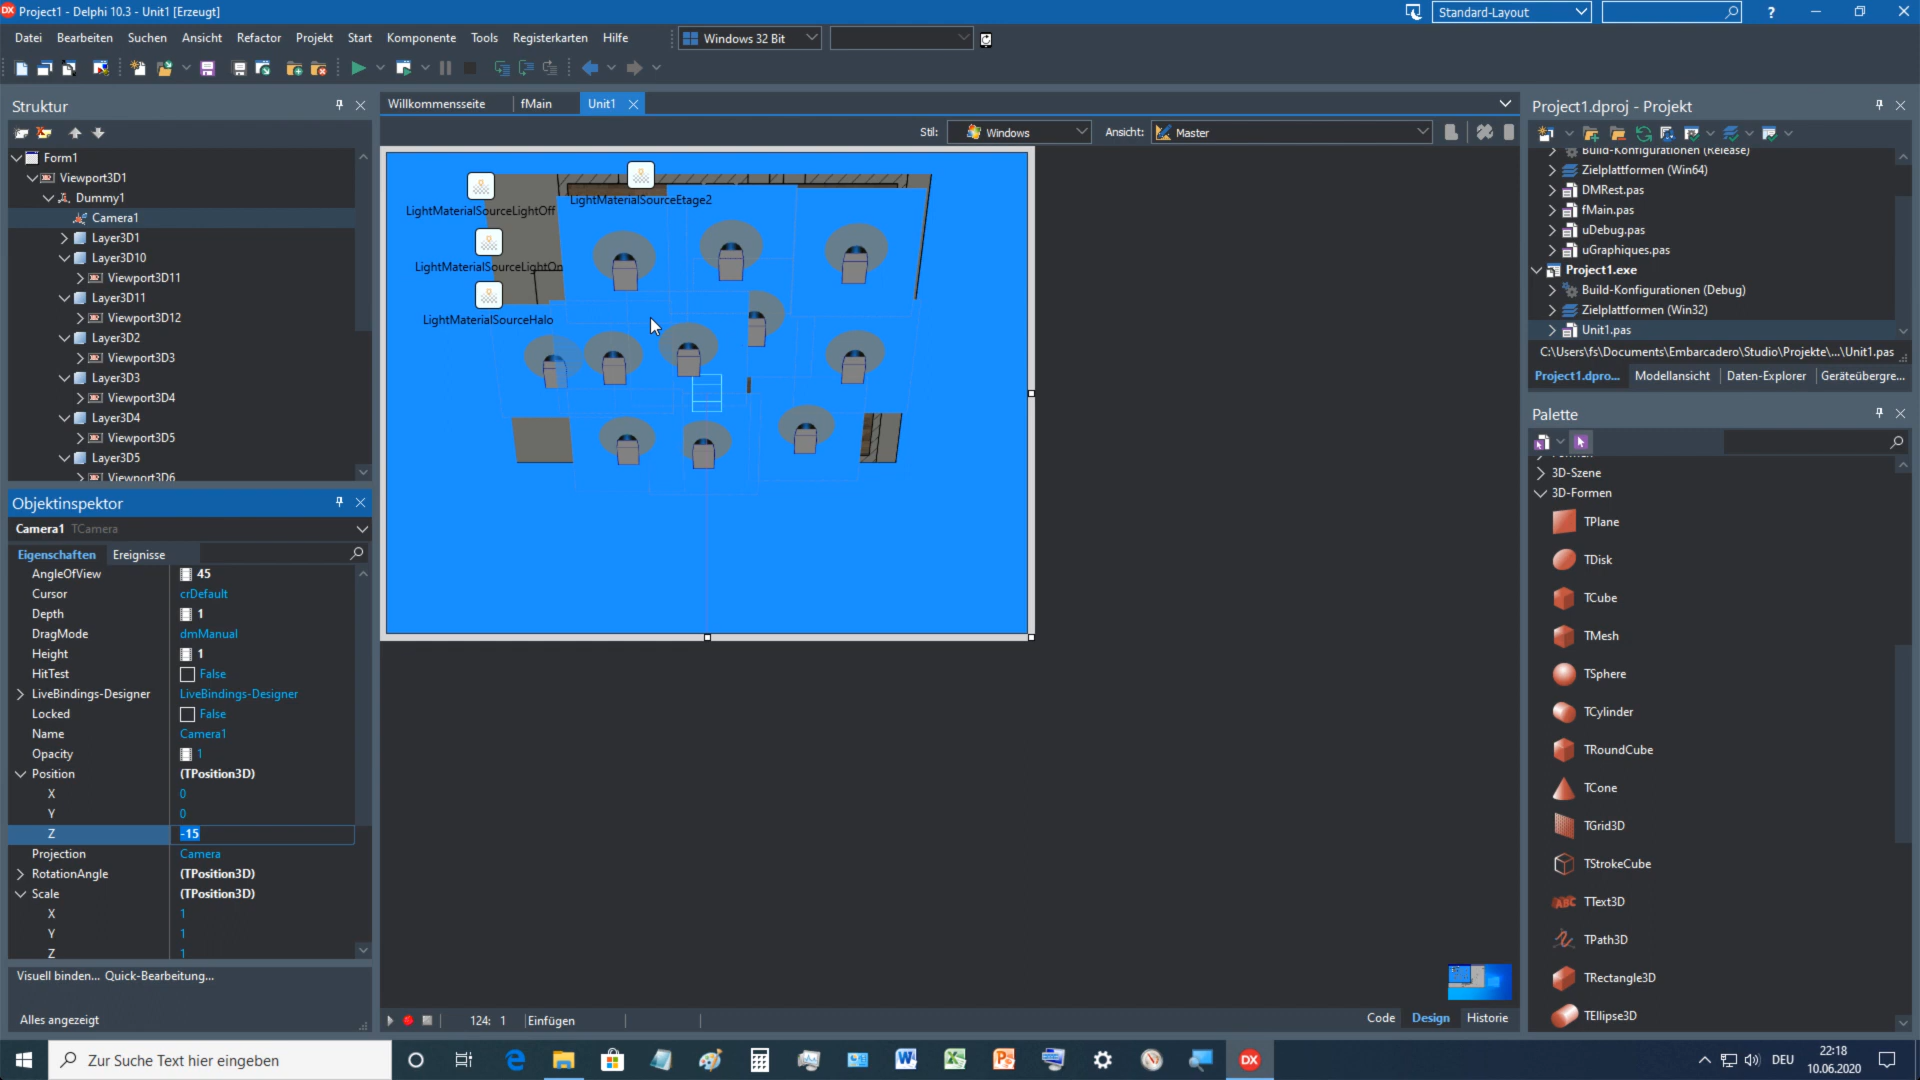 Project1 - Delphi 10.3 - Unit1 [Erzeugt]
Standard-Layout
?
Datei Bearbeiten Suchen Ansicht Refactor Projekt Start Komponente Tools Registerkarten Hilfe
Windows 32 Bit
Struktur
Form1
Viewport3D1
Dummy1
Camera1
Layer3D1
Layer3D10
Viewport3D11
Layer3D11
Viewport3D12
Layer3D2
Viewport3D3
Layer3D3
Viewport3D4
Layer3D4
Viewport3D5
Layer3D5
Viewport3D6
Objektinspektor
Camera1 TCamera
Eigenschaften Ereignisse
AngleOfView 45
Cursor crDefault
Depth 1
DragMode dmManual
Height 1
HitTest False
LiveBindings-Designer LiveBindings-Designer
Locked False
Name Camera1
Opacity 1
Position (TPosition3D)
X 0
Y 0
Z -15
Projection Camera
RotationAngle (TPosition3D)
Scale (TPosition3D)
X 1
Y 1
Z 1
Visuell binden... Quick-Bearbeitung...
Alles angezeigt
Willkommensseite fMain Unit1
Stil: Windows Ansicht: Master
LightMaterialSourceLightOff
LightMaterialSourceEtage2
LightMaterialSourceLightOn
LightMaterialSourceHalo
124: 1 Einfügen
Code Design Historie
Project1.dproj - Projekt
Build-Konfigurationen (Release)
Zielplattformen (Win64)
DMRest.pas
fMain.pas
uDebug.pas
uGraphiques.pas
Project1.exe
Build-Konfigurationen (Debug)
Zielplattformen (Win32)
Unit1.pas
C:\Users\fs\Documents\Embarcadero\Studio\Projekte\...\Unit1.pas
Project1.dpro... Modellansicht Daten-Explorer Geräteübergre...
Palette
3D-Szene
3D-Formen
TPlane
TDisk
TCube
TMesh
TSphere
TCylinder
TRoundCube
TCone
TGrid3D
TStrokeCube
ABC TText3D
TPath3D
TRectangle3D
TEllipse3D
Zur Suche Text hier eingeben
DX
DEU
22:18
10.06.2020